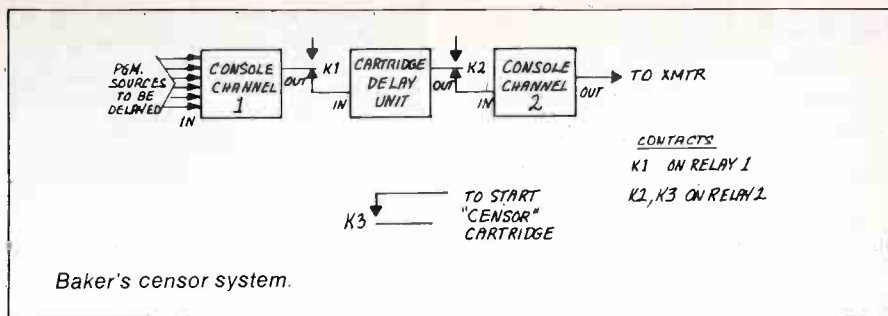 PGM.
SOURCES
TO BE
DELAYED
IN
CONSOLE
CHANNEL
1
OUT
K1
IN
CARTRIDGE
DELAY
UNIT
OUT
K2
IN
CONSOLE
CHANNEL
2
OUT
TO XMTR
CONTACTS
K1 ON RELAY 1
K2, K3 ON RELAY 2
K3
TO START
"CENSOR"
CARTRIDGE
Baker's censor system.